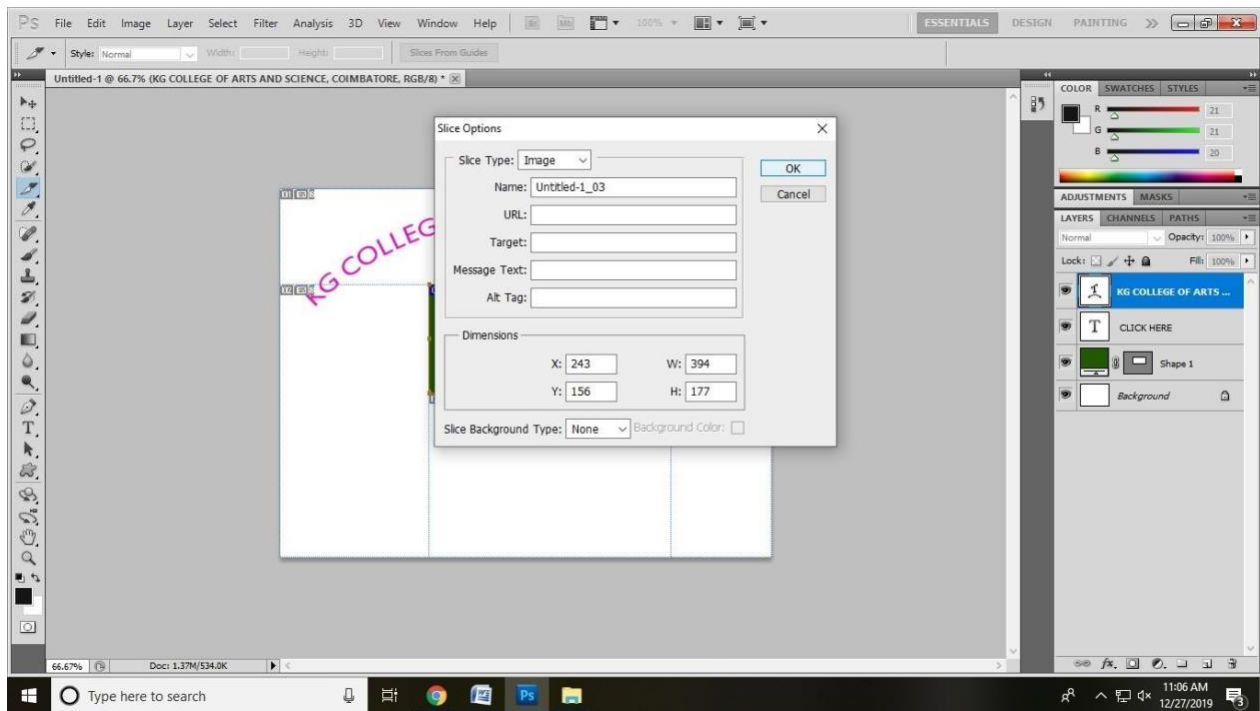 Ps File Edit Image Layer Select Filter Analysis 3D View Window Help Br Mb 100% ESSENTIALS DESIGN PAINTING
Style: Normal Width: Height: Slices From Guides
Untitled-1 @ 66.7% (KG COLLEGE OF ARTS AND SCIENCE, COIMBATORE, RGB/8) *
COLOR SWATCHES STYLES
R 21
G 21
B 20
ADJUSTMENTS MASKS
LAYERS CHANNELS PATHS
Normal Opacity: 100%
Lock: Fill: 100%
KG COLLEGE OF ARTS ...
T CLICK HERE
Shape 1
Background
Slice Options
Slice Type: Image
OK
Name: Untitled-1_03
Cancel
URL:
Target:
Message Text:
Alt Tag:
Dimensions
X: 243 W: 394
Y: 156 H: 177
Slice Background Type: None Background Color:
KG COLLEG
66.67% Doc: 1.37M/534.0K
Type here to search
Ps
11:06 AM
12/27/2019
3